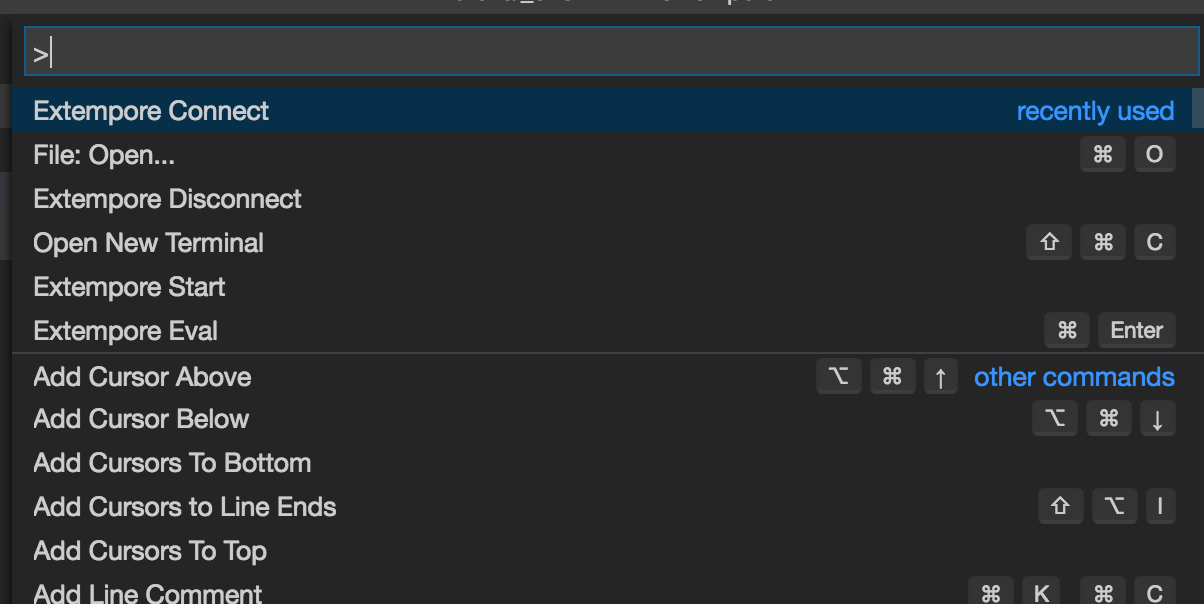 >
Extempore Connect recently used
File: Open... ⌘ O
Extempore Disconnect
Open New Terminal ⇧ ⌘ C
Extempore Start
Extempore Eval ⌘ Enter
Add Cursor Above ⌥ ⌘ ↑ other commands
Add Cursor Below ⌥ ⌘ ↓
Add Cursors To Bottom
Add Cursors to Line Ends ⇧ ⌥ I
Add Cursors To Top
Add Line Comment ⌘ K ⌘ C